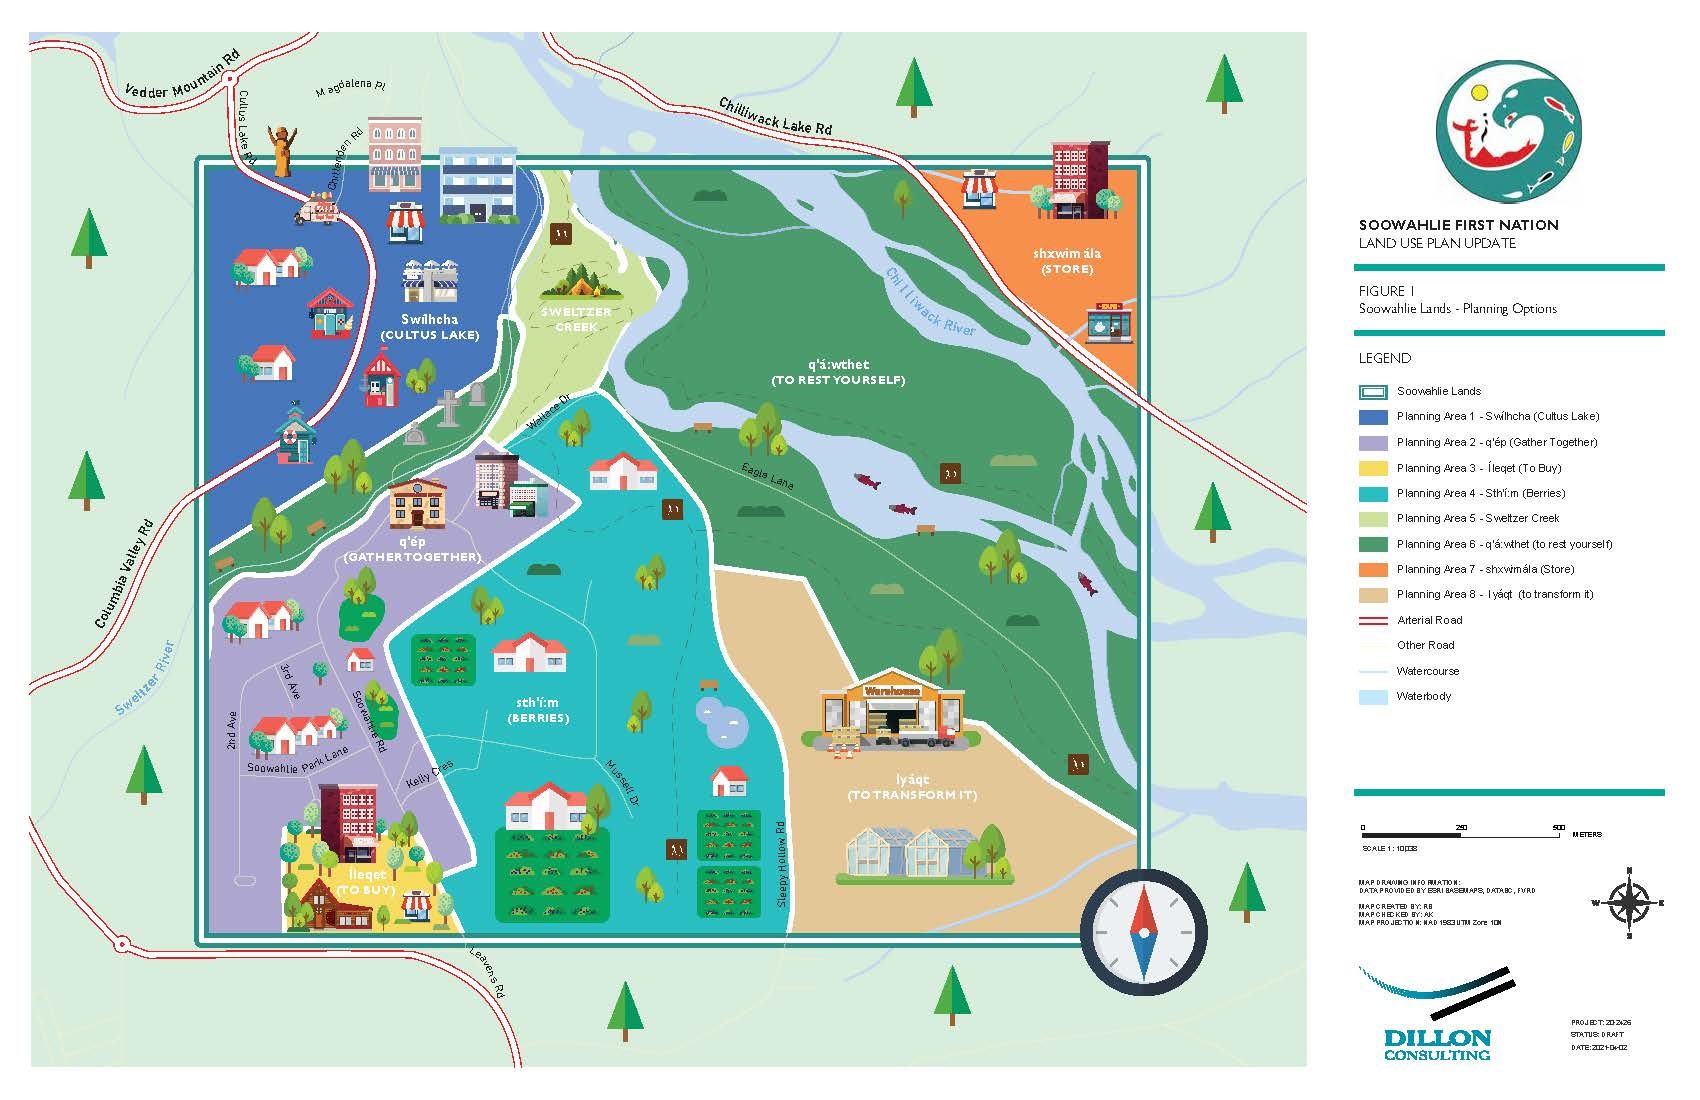 Vedder Mountain Rd
Cultus Lake Rd
Magdalena Pl
Chittenden Rd
Chilliwack Lake Rd
shxwimála
(STORE)
Swílhcha
(CULTUS LAKE)
SWELTZER
CREEK
Chilliwack River
q'á:wthet
(TO REST YOURSELF)
Wallace Dr
Eagle Lane
Columbia Valley Rd
Sweltzer River
q'ép
(GATHER TOGETHER)
3rd Ave
2nd Ave
Soowahlie Rd
Soowahlie Park Lane
Kelly Cres
sth'í:m
(BERRIES)
Mussell Dr
Sleepy Hollow Rd
Warehouse
Iyáqt
(TO TRANSFORM IT)
Íleqet
(TO BUY)
Leavens Rd
SOOWAHLIE FIRST NATION
LAND USE PLAN UPDATE
FIGURE 1
Soowahlie Lands - Planning Options
LEGEND
Soowahlie Lands
Planning Area 1 - Swílhcha (Cultus Lake)
Planning Area 2 - q'ép (Gather Together)
Planning Area 3 - Íleqet (To Buy)
Planning Area 4 - Sth'í:m (Berries)
Planning Area 5 - Sweltzer Creek
Planning Area 6 - q'á:wthet (to rest yourself)
Planning Area 7 - shxwimála (Store)
Planning Area 8 - Iyáqt (to transform it)
Arterial Road
Other Road
Watercourse
Waterbody
0 250 500 METERS
SCALE 1 : 10,038
MAP DRAWING INFORMATION:
DATA PROVIDED BY ESRI BASEMAPS, DATABC, FVRD
MAP CREATED BY: RB
MAP CHECKED BY: AK
MAP PROJECTION: NAD 1983 UTM Zone 10N
N
W E
S
DILLON
CONSULTING
PROJECT: 202426
STATUS: DRAFT
DATE: 2021-04-02